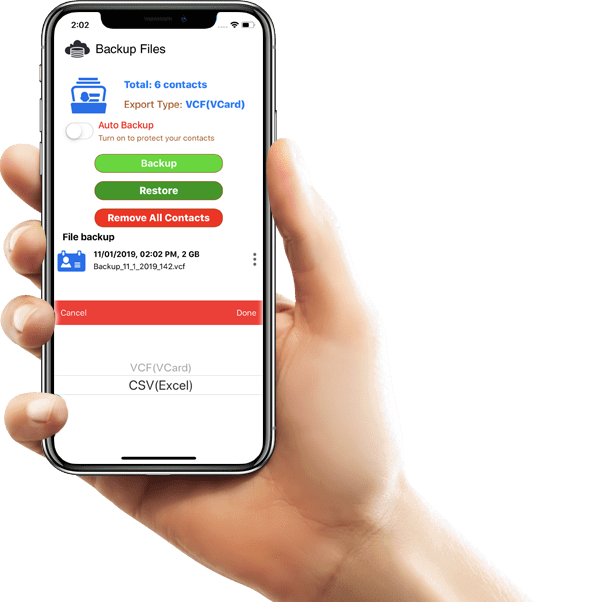 2:02
Backup Files
Total: 6 contacts
Export Type: VCF(VCard)
Auto Backup
Turn on to protect your contacts
Backup
Restore
Remove All Contacts
File backup
11/01/2019, 02:02 PM, 2 GB
Backup_11_1_2019_142.vcf
Cancel Done
VCF(VCard)
CSV(Excel)